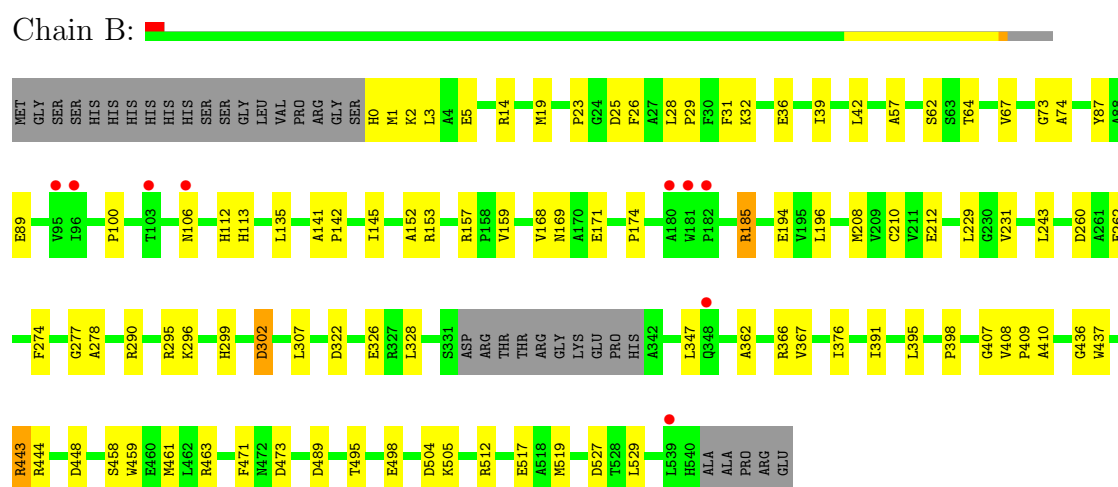 Chain B:
MET GLY SER SER HIS HIS HIS HIS HIS HIS SER SER GLY LEU VAL PRO ARG GLY SER H0 M1 K2 L3 A4 E5 R14 M19 P23 G24 D25 F26 A27 L28 P29 F30 F31 K32 E36 I39 L42 A57 S62 S63 T64 V67 G73 A74 Y87 A88
E89 V95 I96 P100 T103 N106 H112 H113 L135 A141 P142 I145 A152 R153 R157 P158 V159 V168 N169 A170 E171 P174 A180 W181 P182 R185 E194 V195 L196 M208 V209 C210 V211 E212 L229 G230 V231 L243 D260 A261 E262
F274 G277 A278 R290 R295 K296 H299 D302 L307 D322 E326 R327 L328 S331 ASP ARG THR THR ARG GLY LYS GLU PRO HIS A342 L347 Q348 A362 R366 V367 I376 I391 L395 P398 G407 V408 P409 A410 G436 W437
R443 R444 D448 S458 W459 E460 M461 L462 R463 F471 N472 D473 D489 T495 E498 D504 K505 R512 E517 A518 M519 D527 T528 L529 L539 H540 ALA ALA PRO ARG GLU